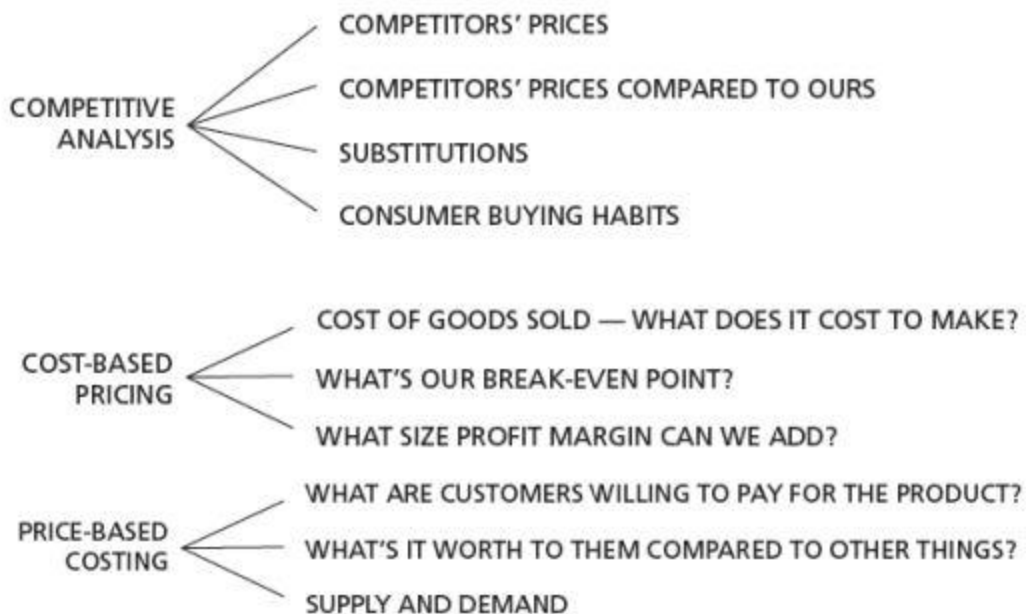 COMPETITIVE
ANALYSIS
COMPETITORS' PRICES
COMPETITORS' PRICES COMPARED TO OURS
SUBSTITUTIONS
CONSUMER BUYING HABITS
COST-BASED
PRICING
COST OF GOODS SOLD — WHAT DOES IT COST TO MAKE?
WHAT'S OUR BREAK-EVEN POINT?
WHAT SIZE PROFIT MARGIN CAN WE ADD?
PRICE-BASED
COSTING
WHAT ARE CUSTOMERS WILLING TO PAY FOR THE PRODUCT?
WHAT'S IT WORTH TO THEM COMPARED TO OTHER THINGS?
SUPPLY AND DEMAND